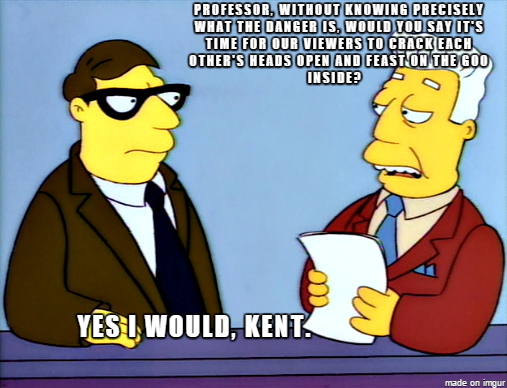 PROFESSOR, WITHOUT KNOWING PRECISELY
WHAT THE DANGER IS, WOULD YOU SAY IT'S
TIME FOR OUR VIEWERS TO CRACK EACH
OTHER'S HEADS OPEN AND FEAST ON THE GOO
INSIDE?
YES I WOULD, KENT.
made on imgur